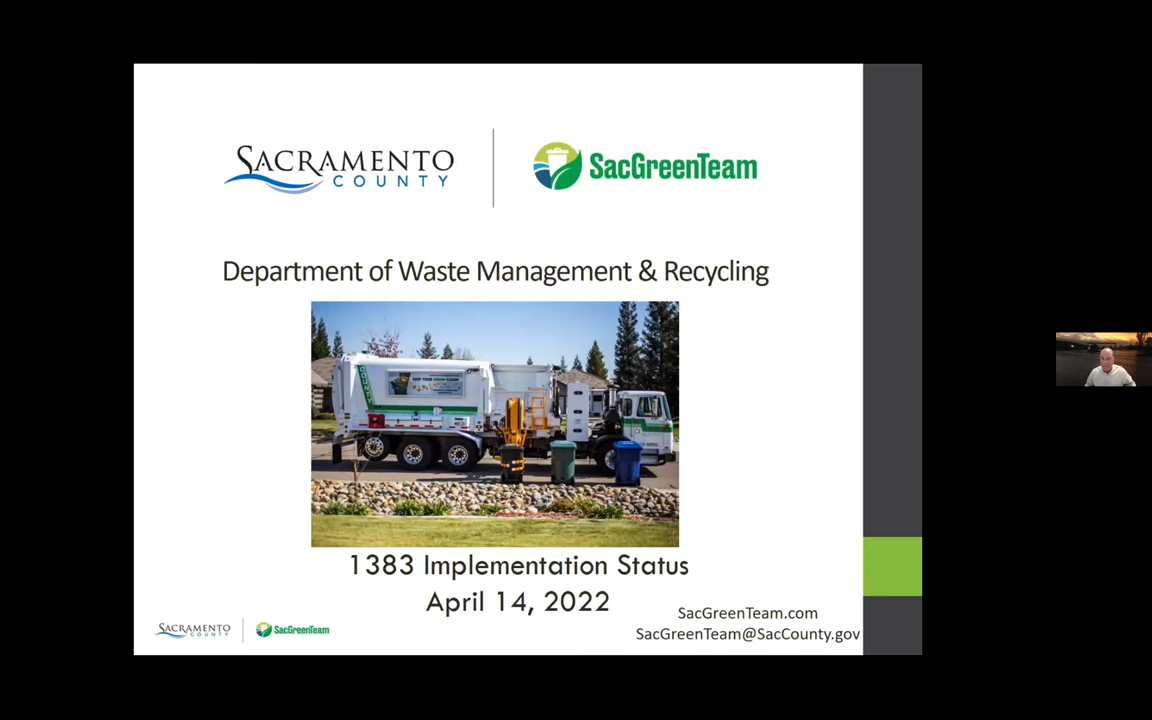 SACRAMENTO
COUNTY
SacGreenTeam
Department of Waste Management & Recycling
1383 Implementation Status
April 14, 2022
SacGreenTeam.com
SacGreenTeam@SacCounty.gov
SACRAMENTO
COUNTY
SacGreenTeam